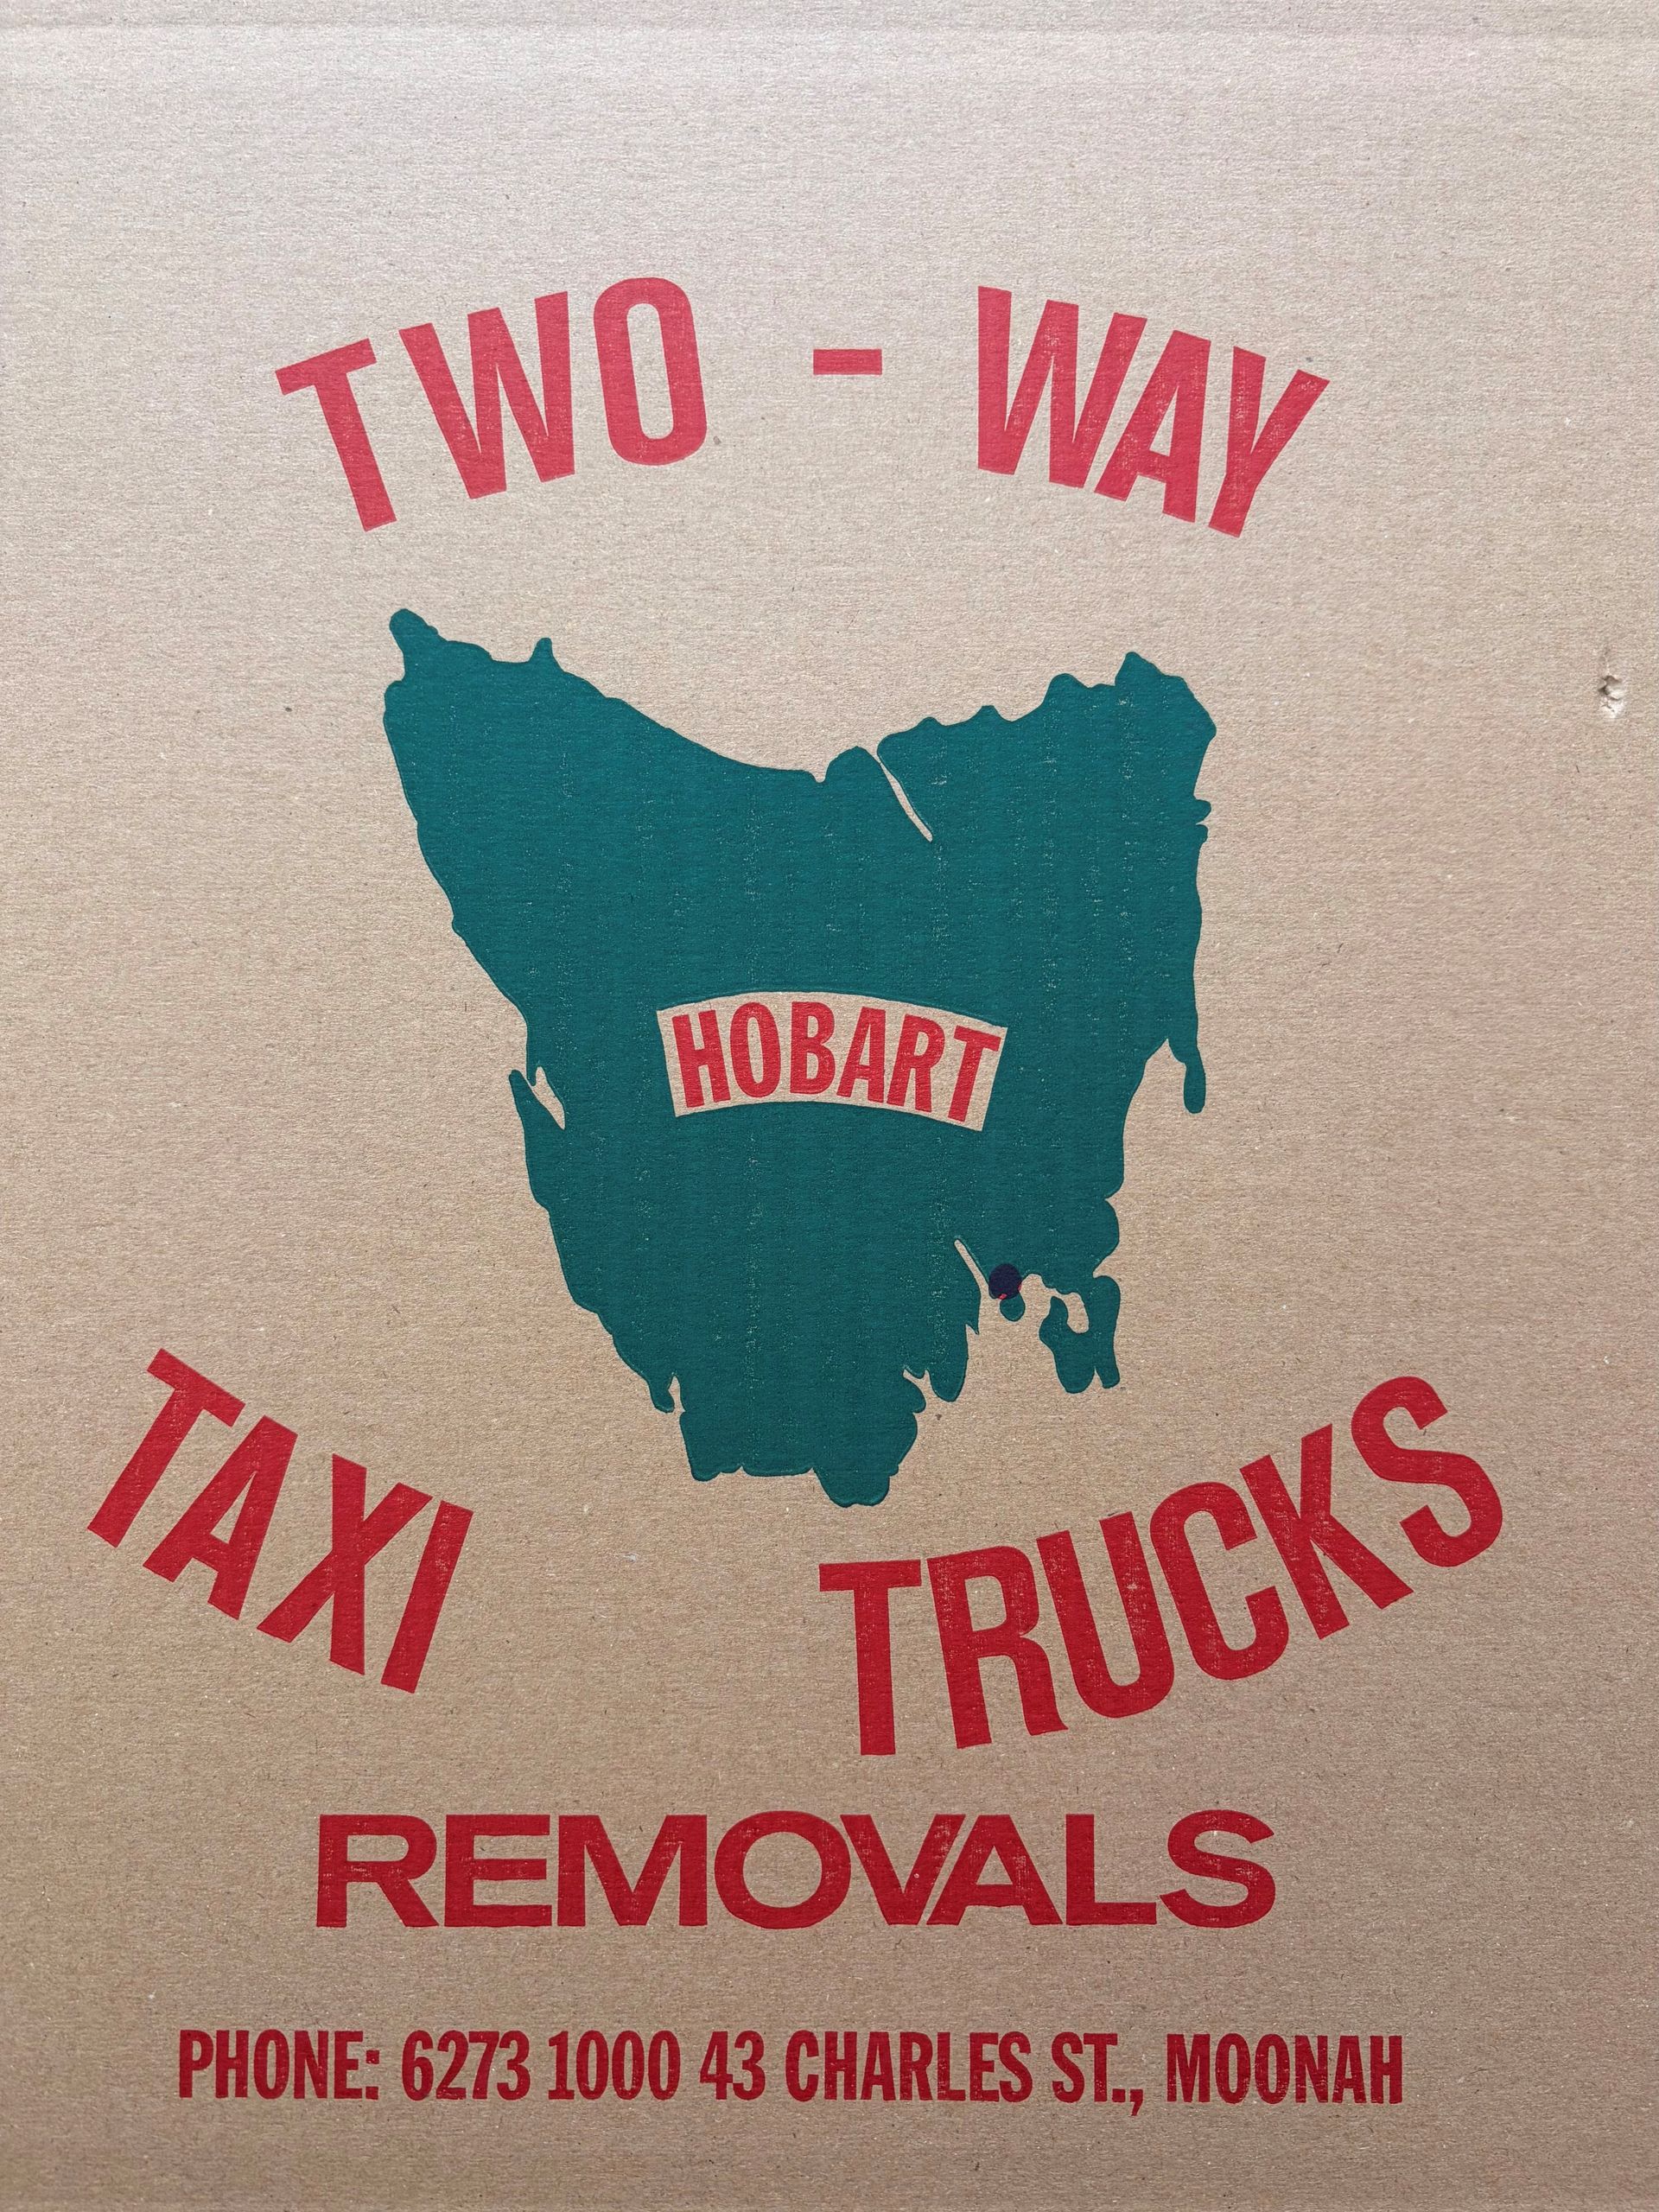 TWO - WAY
HOBART
TAXI TRUCKS
REMOVALS
PHONE: 6273 1000 43 CHARLES ST., MOONAH